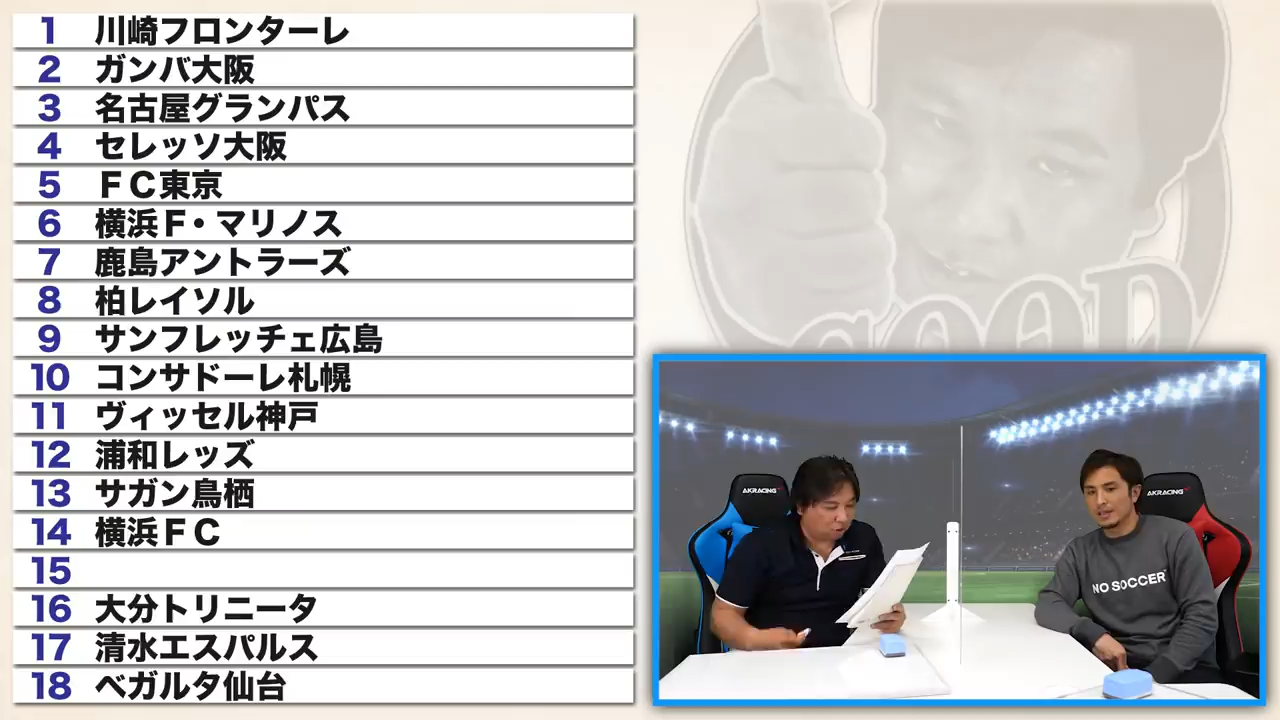 1 川崎フロンターレ
2 ガンバ大阪
3 名古屋グランパス
4 セレッソ大阪
5 FC東京
6 横浜F・マリノス
7 鹿島アントラーズ
8 柏レイソル
9 サンフレッチェ広島
10 コンサドーレ札幌
11 ヴィッセル神戸
12 浦和レッズ
13 サガン鳥栖
14 横浜FC
15
16 大分トリニータ
17 清水エスパルス
18 ベガルタ仙台
GOOD
AKRACING
AKRACING
NO SOCCER